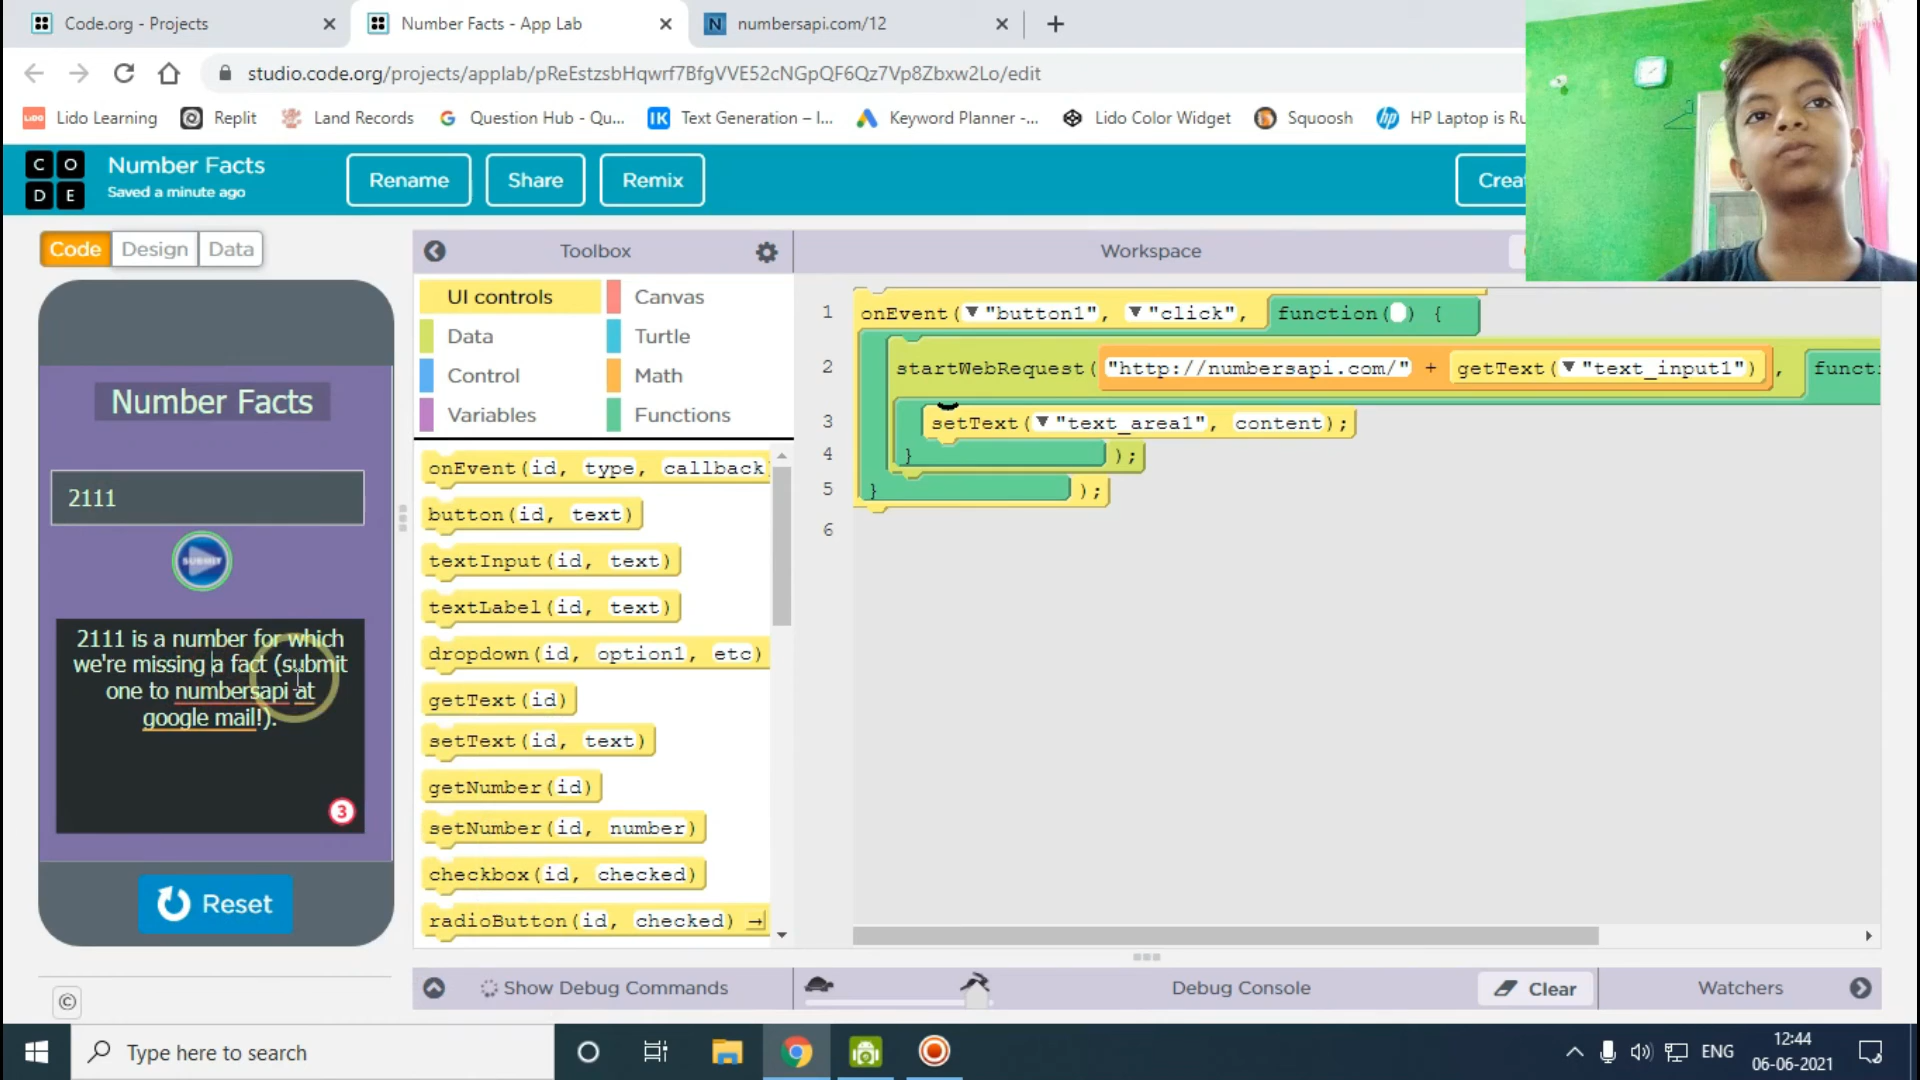 Code.org - Projects
Number Facts - App Lab
N numbersapi.com/12
studio.code.org/projects/applab/pReEstzsbHqwrf7BfgVVE52cNGpQF6Qz7Vp8Zbxw2Lo/edit
LiDO Lido Learning
Replit
Land Records
Question Hub - Qu...
IK Text Generation – I...
Keyword Planner -...
Lido Color Widget
Squoosh
hp HP Laptop is Ru
C O
D E
Number Facts
Saved a minute ago
Rename
Share
Remix
Creat
Code
Design
Data
Toolbox
Workspace
UI controls
Canvas
Data
Turtle
Control
Math
Variables
Functions
Number Facts
2111
SUBMIT
2111 is a number for which
we're missing a fact (submit
one to numbersapi at
google mail!).
3
Reset
©
onEvent(id, type, callback
button(id, text)
textInput(id, text)
textLabel(id, text)
dropdown(id, option1, etc)
getText(id)
setText(id, text)
getNumber(id)
setNumber(id, number)
checkbox(id, checked)
radioButton(id, checked)
1 onEvent( "button1", "click", function( ) {
2 startWebRequest( "http://numbersapi.com/" + getText( "text_input1") , functi
3 setText( "text_area1", content);
4 } );
5 } );
6
Show Debug Commands
Debug Console
Clear
Watchers
Type here to search
ENG
12:44
06-06-2021